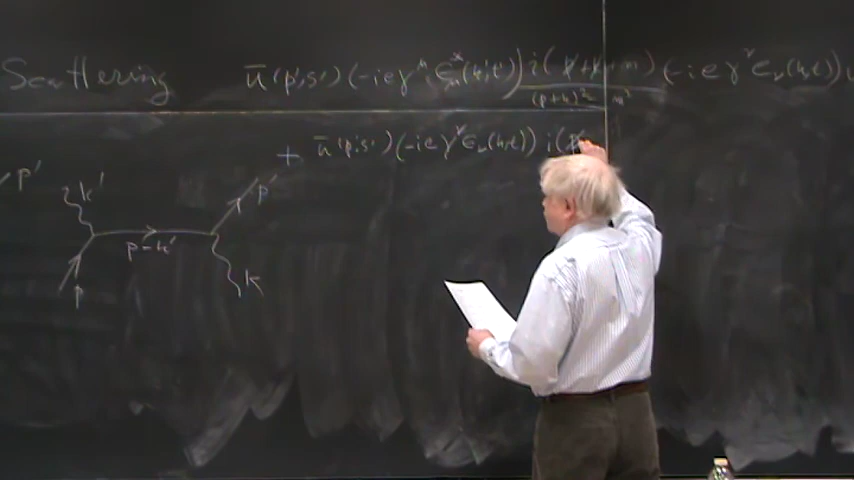 Scattering
ū(p',s')(-ieγ^μ ε*_μ(k',t')) i(p̸+k̸+m)/((p+k)²-m²) (-ieγ^ν ε_ν(k,t)) u
+ ū(p',s')(-ieγ^ν ε_ν(k,t)) i(p̸
p'
k'
p'
p-k'
p
k